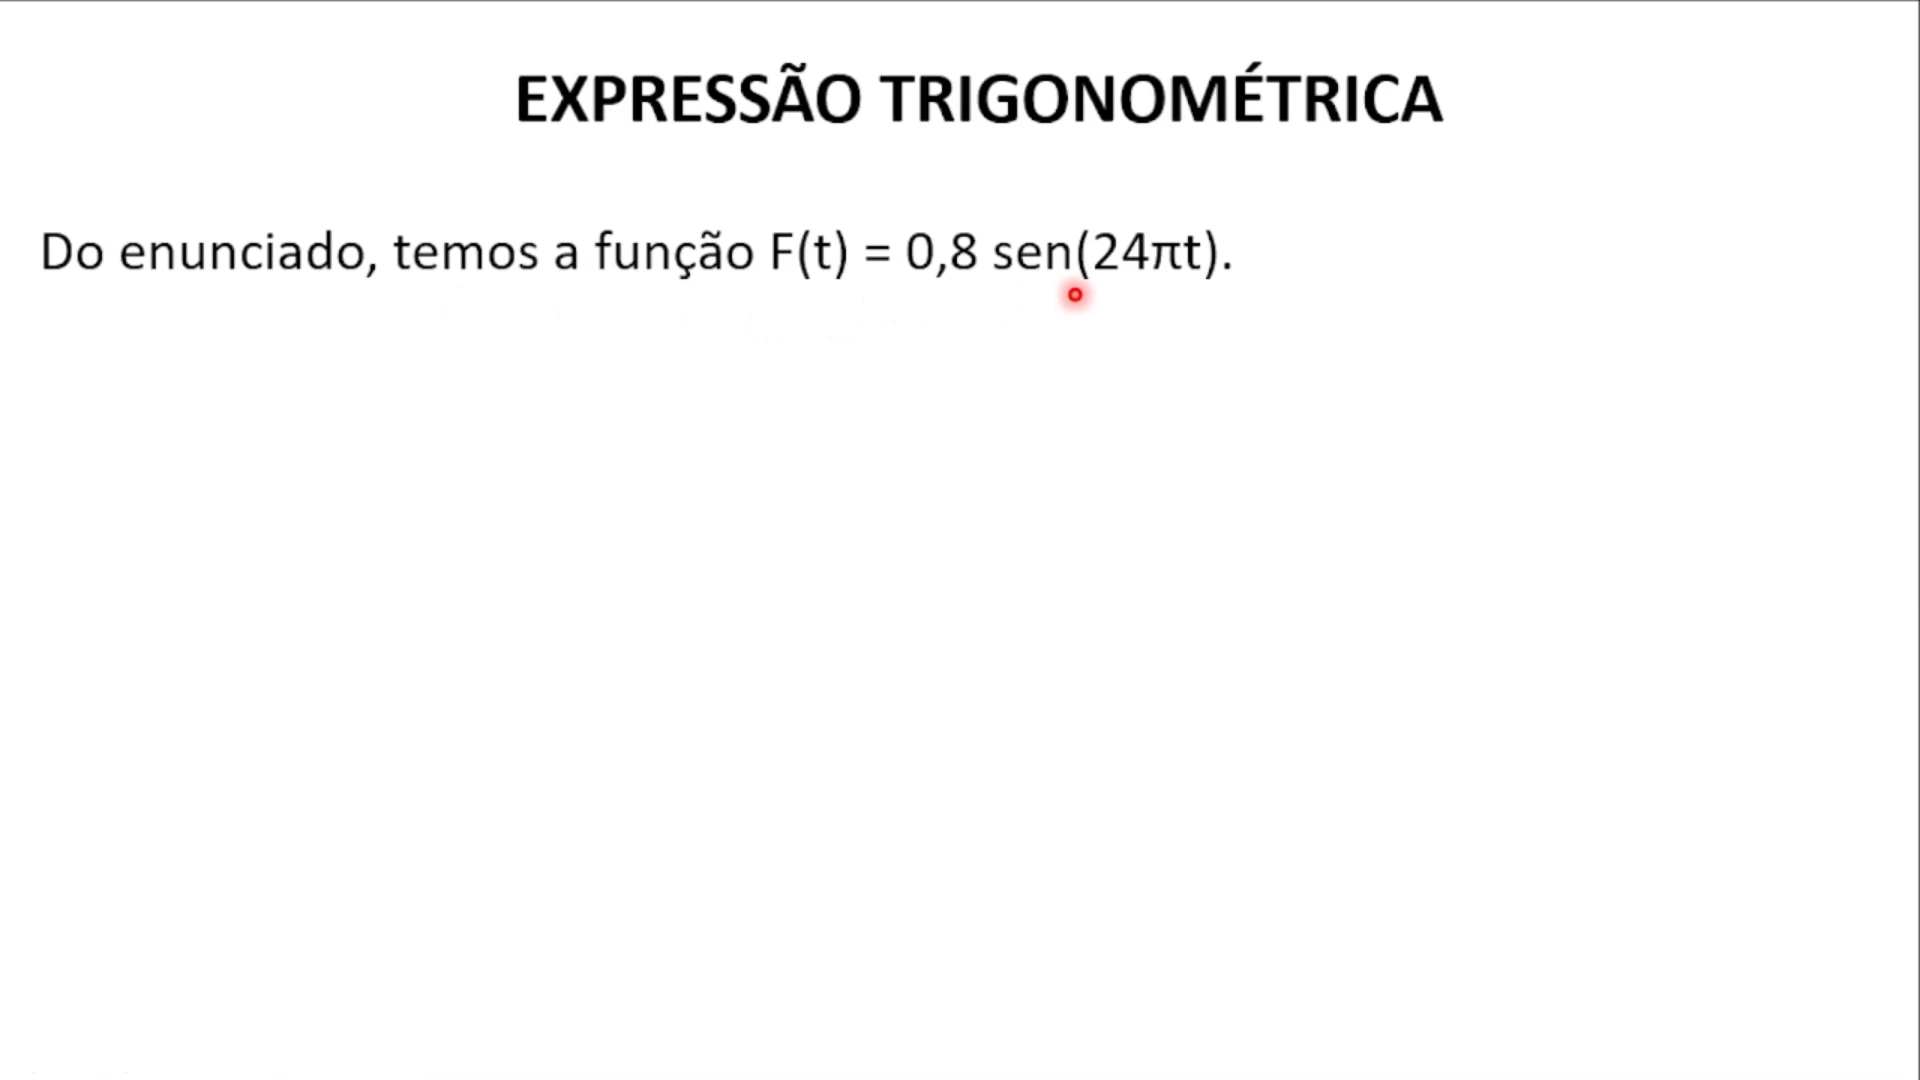 EXPRESSÃO TRIGONOMÉTRICA
Do enunciado, temos a função F(t) = 0,8 sen(24πt).